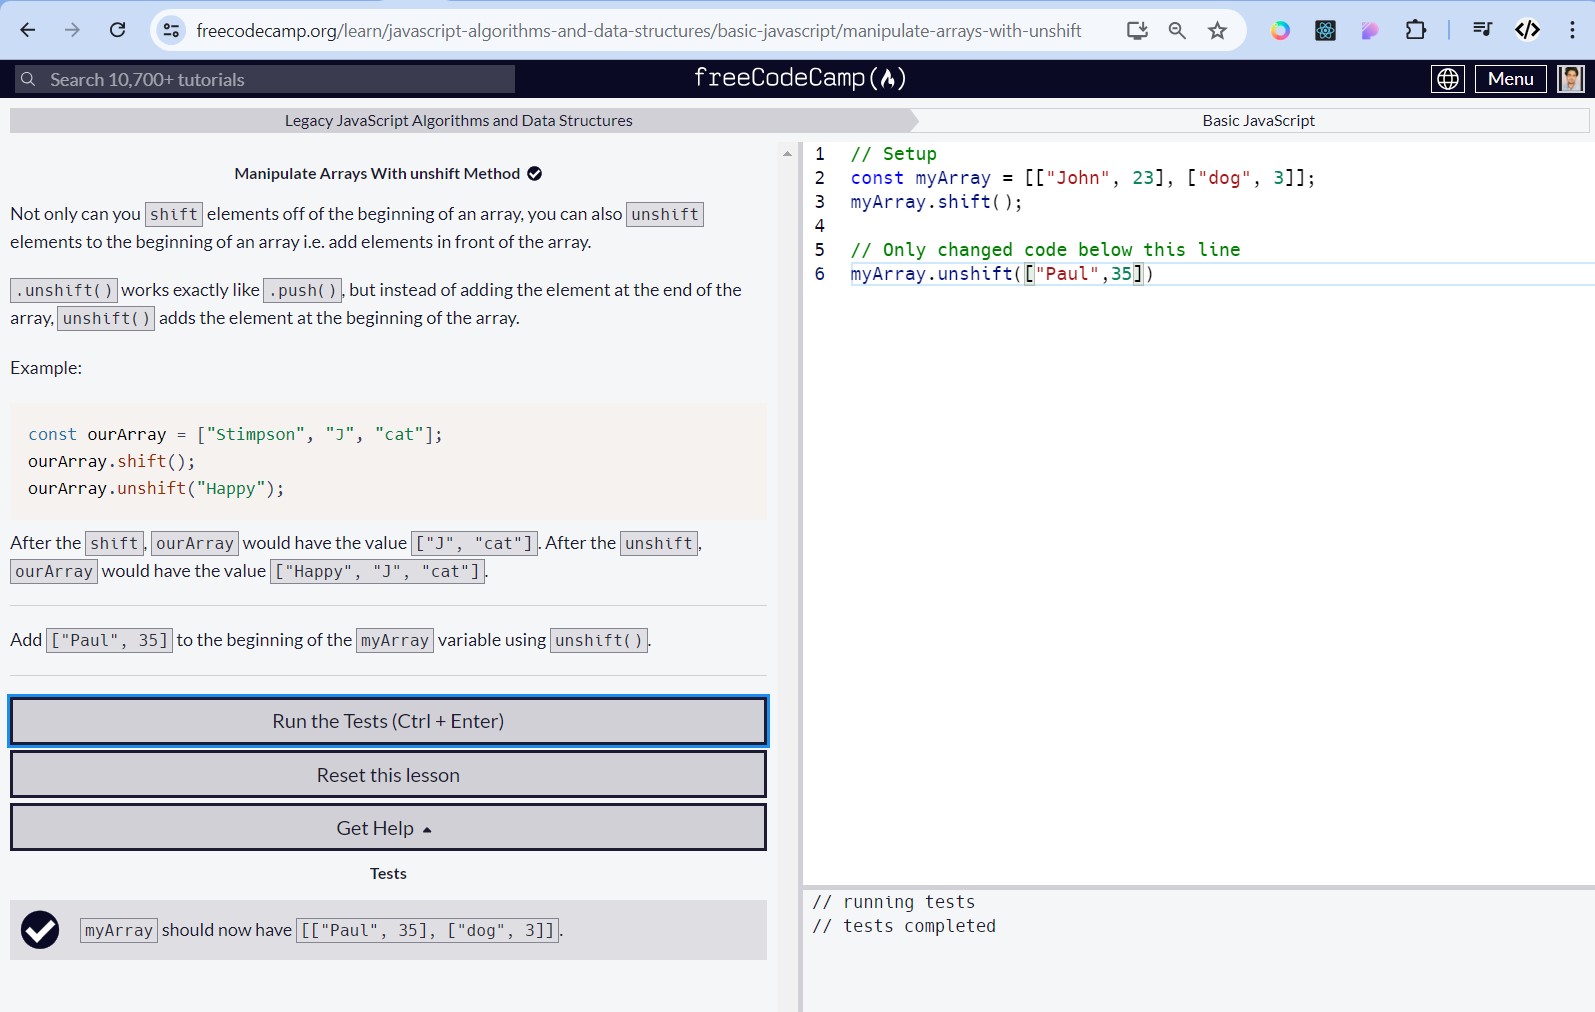 freecodecamp.org/learn/javascript-algorithms-and-data-structures/basic-javascript/manipulate-arrays-with-unshift
Search 10,700+ tutorials
freeCodeCamp
Menu
Legacy JavaScript Algorithms and Data Structures
Basic JavaScript
Manipulate Arrays With unshift Method
Not only can you shift elements off of the beginning of an array, you can also unshift
elements to the beginning of an array i.e. add elements in front of the array.
.unshift() works exactly like .push(), but instead of adding the element at the end of the
array, unshift() adds the element at the beginning of the array.
Example:
const ourArray = ["Stimpson", "J", "cat"];
ourArray.shift();
ourArray.unshift("Happy");
After the shift, ourArray would have the value ["J", "cat"]. After the unshift,
ourArray would have the value ["Happy", "J", "cat"].
Add ["Paul", 35] to the beginning of the myArray variable using unshift().
Run the Tests (Ctrl + Enter)
Reset this lesson
Get Help
Tests
myArray should now have [["Paul", 35], ["dog", 3]].
1 // Setup
2 const myArray = [["John", 23], ["dog", 3]];
3 myArray.shift();
4
5 // Only changed code below this line
6 myArray.unshift(["Paul",35])
// running tests
// tests completed